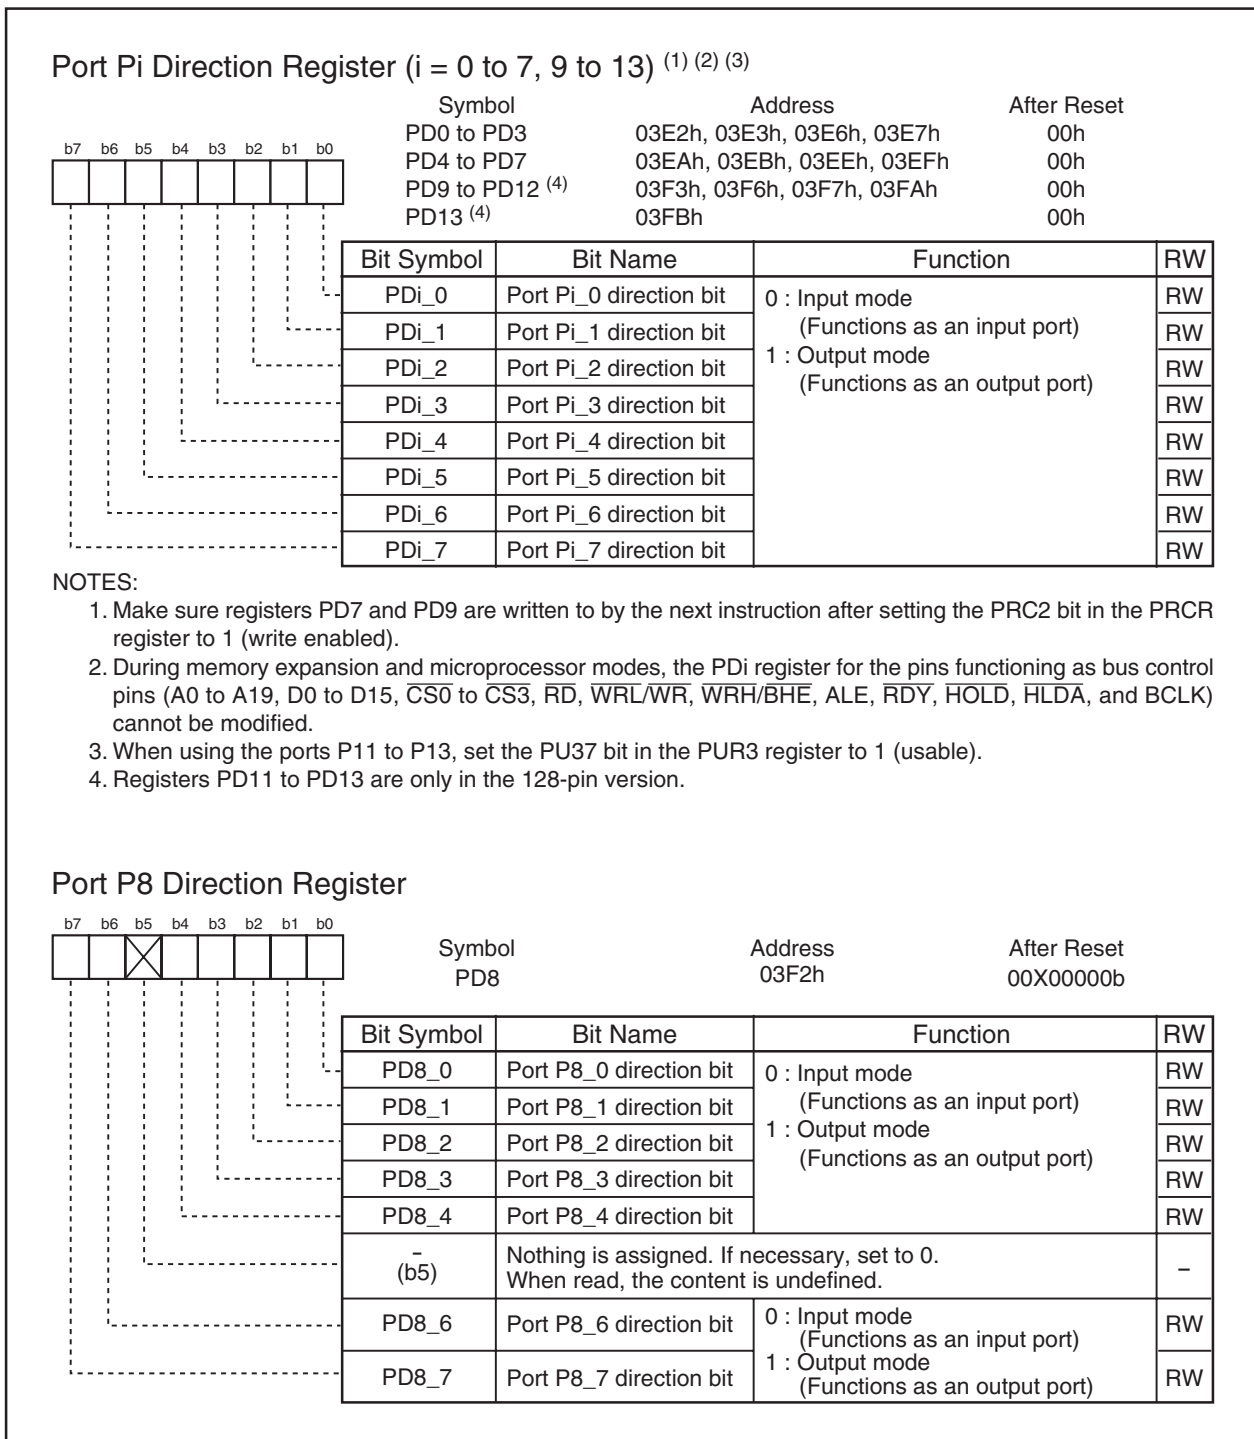 Port Pi Direction Register (i = 0 to 7, 9 to 13) (1) (2) (3)
Symbol Address After Reset
PD0 to PD3 03E2h, 03E3h, 03E6h, 03E7h 00h
PD4 to PD7 03EAh, 03EBh, 03EEh, 03EFh 00h
PD9 to PD12 (4) 03F3h, 03F6h, 03F7h, 03FAh 00h
PD13 (4) 03FBh 00h
b7 b6 b5 b4 b3 b2 b1 b0
Bit Symbol Bit Name Function RW
PDi_0 Port Pi_0 direction bit 0 : Input mode RW
(Functions as an input port)
PDi_1 Port Pi_1 direction bit RW
1 : Output mode
PDi_2 Port Pi_2 direction bit RW
(Functions as an output port)
PDi_3 Port Pi_3 direction bit RW
PDi_4 Port Pi_4 direction bit RW
PDi_5 Port Pi_5 direction bit RW
PDi_6 Port Pi_6 direction bit RW
PDi_7 Port Pi_7 direction bit RW
NOTES:
1. Make sure registers PD7 and PD9 are written to by the next instruction after setting the PRC2 bit in the PRCR
register to 1 (write enabled).
2. During memory expansion and microprocessor modes, the PDi register for the pins functioning as bus control
pins (A0 to A19, D0 to D15, C̅S̅0̅ to C̅S̅3̅, R̅D̅, W̅R̅L̅/W̅R̅, W̅R̅H̅/B̅H̅E̅, ALE, R̅D̅Y̅, H̅O̅L̅D̅, H̅L̅D̅A̅, and BCLK)
cannot be modified.
3. When using the ports P11 to P13, set the PU37 bit in the PUR3 register to 1 (usable).
4. Registers PD11 to PD13 are only in the 128-pin version.
Port P8 Direction Register
b7 b6 b5 b4 b3 b2 b1 b0
Symbol Address After Reset
PD8 03F2h 00X00000b
Bit Symbol Bit Name Function RW
PD8_0 Port P8_0 direction bit 0 : Input mode RW
(Functions as an input port)
PD8_1 Port P8_1 direction bit RW
1 : Output mode
PD8_2 Port P8_2 direction bit RW
(Functions as an output port)
PD8_3 Port P8_3 direction bit RW
PD8_4 Port P8_4 direction bit RW
– Nothing is assigned. If necessary, set to 0. –
(b5) When read, the content is undefined.
PD8_6 Port P8_6 direction bit 0 : Input mode RW
(Functions as an input port)
1 : Output mode
PD8_7 Port P8_7 direction bit (Functions as an output port) RW